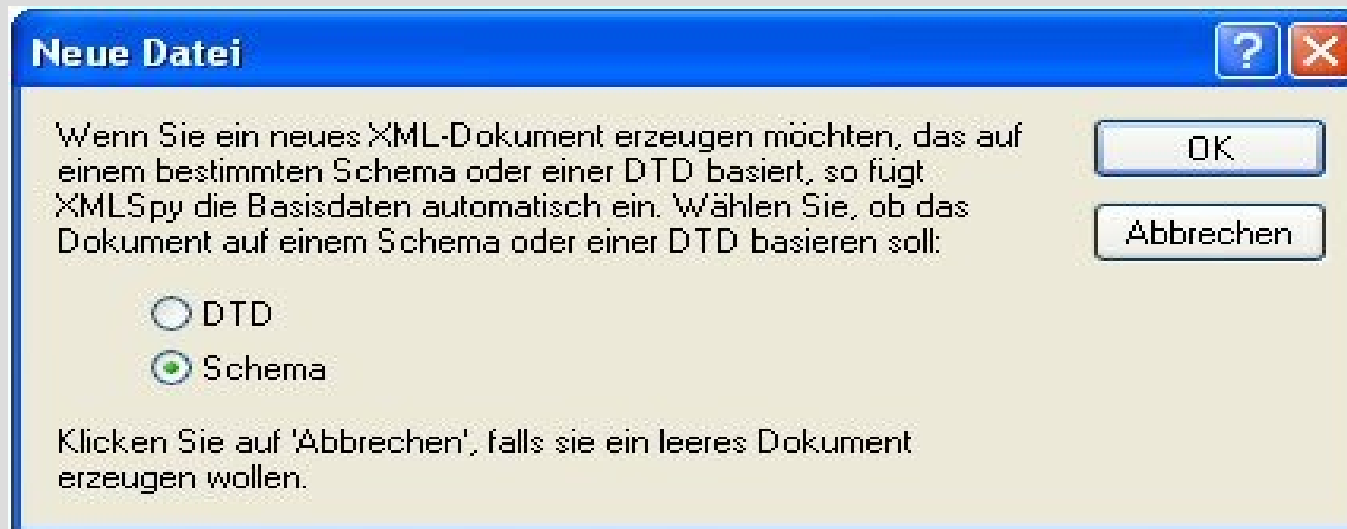 Neue Datei
?
Wenn Sie ein neues XML-Dokument erzeugen möchten, das auf
einem bestimmten Schema oder einer DTD basiert, so fügt
XMLSpy die Basisdaten automatisch ein. Wählen Sie, ob das
Dokument auf einem Schema oder einer DTD basieren soll:
OK
Abbrechen
DTD
Schema
Klicken Sie auf 'Abbrechen', falls sie ein leeres Dokument
erzeugen wollen.